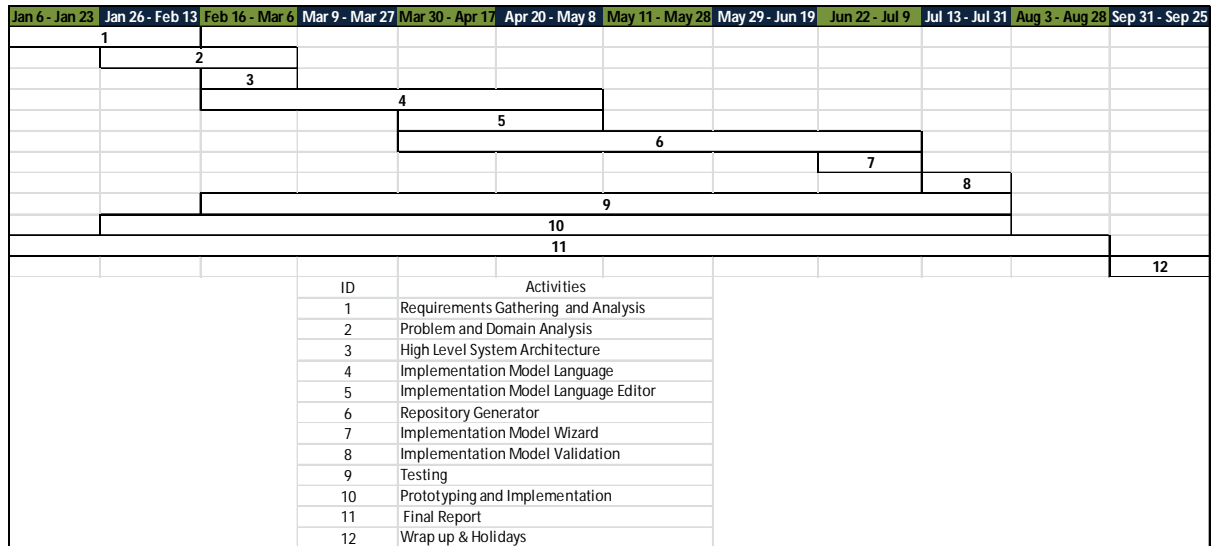 Jan 6 - Jan 23 Jan 26 - Feb 13 Feb 16 - Mar 6 Mar 9 - Mar 27 Mar 30 - Apr 17 Apr 20 - May 8 May 11 - May 28 May 29 - Jun 19 Jun 22 - Jul 9 Jul 13 - Jul 31 Aug 3 - Aug 28 Sep 31 - Sep 25
1
2
3
4
5
6
7
8
9
10
11
12
ID Activities
1 Requirements Gathering and Analysis
2 Problem and Domain Analysis
3 High Level System Architecture
4 Implementation Model Language
5 Implementation Model Language Editor
6 Repository Generator
7 Implementation Model Wizard
8 Implementation Model Validation
9 Testing
10 Prototyping and Implementation
11 Final Report
12 Wrap up & Holidays